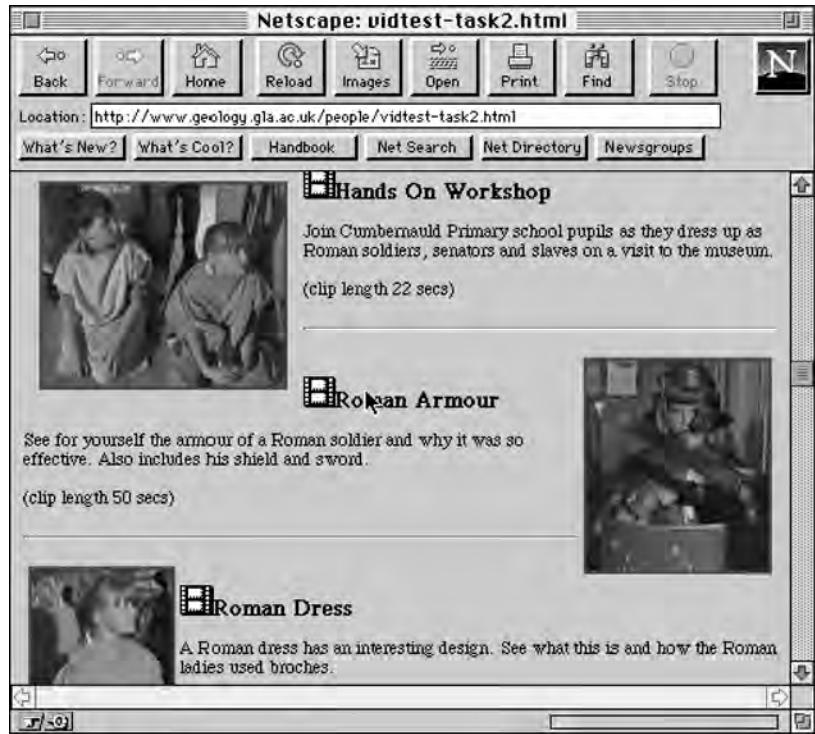 Netscape: vidtest-task2.html
Back Forward Home Reload Images Open Print Find Stop
N
Location: http://www.geology.gla.ac.uk/people/vidtest-task2.html
What's New? What's Cool? Handbook Net Search Net Directory Newsgroups
Hands On Workshop
Join Cumbernauld Primary school pupils as they dress up as
Roman soldiers, senators and slaves on a visit to the museum.
(clip length 22 secs)
Roman Armour
See for yourself the armour of a Roman soldier and why it was so
effective. Also includes his shield and sword.
(clip length 50 secs)
Roman Dress
A Roman dress has an interesting design. See what this is and how the Roman
ladies used broches.